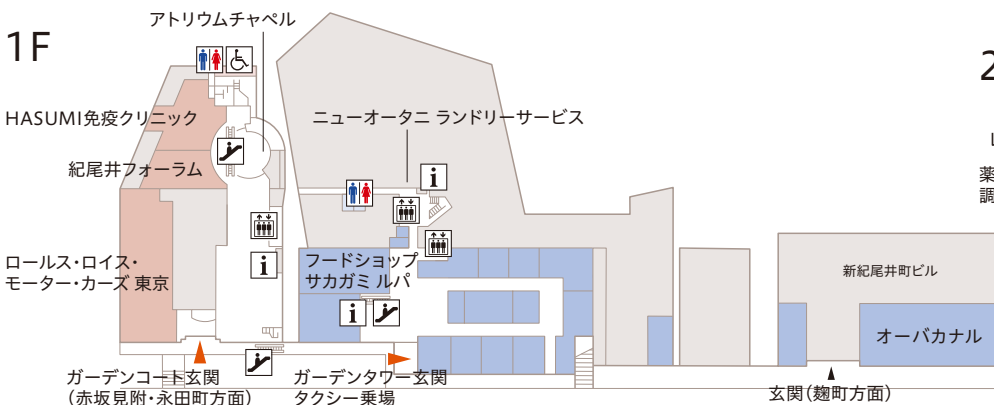 1F
アトリウムチャペル
HASUMI免疫クリニック
ニューオータニ ランドリーサービス
紀尾井フォーラム
i
ロールス・ロイス・
モーター・カーズ 東京
i
フードショップ
サカガミ ルパ
i
新紀尾井町ビル
オーバカナル
ガーデンコート玄関
（赤坂見附・永田町方面）
ガーデンタワー玄関
タクシー乗場
玄関（麹町方面）
2
薬
調